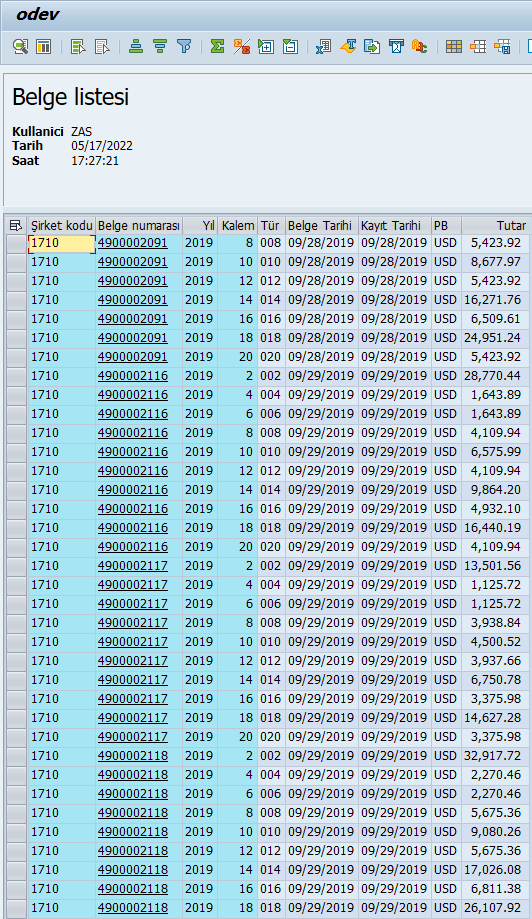 odev
Belge listesi
Kullanici ZAS
Tarih 05/17/2022
Saat 17:27:21
Şirket kodu Belge numarası Yıl Kalem Tür Belge Tarihi Kayıt Tarihi PB Tutar
1710 4900002091 2019 8 008 09/28/2019 09/28/2019 USD 5,423.92
1710 4900002091 2019 10 010 09/28/2019 09/28/2019 USD 8,677.97
1710 4900002091 2019 12 012 09/28/2019 09/28/2019 USD 5,423.92
1710 4900002091 2019 14 014 09/28/2019 09/28/2019 USD 16,271.76
1710 4900002091 2019 16 016 09/28/2019 09/28/2019 USD 6,509.61
1710 4900002091 2019 18 018 09/28/2019 09/28/2019 USD 24,951.24
1710 4900002091 2019 20 020 09/28/2019 09/28/2019 USD 5,423.92
1710 4900002116 2019 2 002 09/29/2019 09/29/2019 USD 28,770.44
1710 4900002116 2019 4 004 09/29/2019 09/29/2019 USD 1,643.89
1710 4900002116 2019 6 006 09/29/2019 09/29/2019 USD 1,643.89
1710 4900002116 2019 8 008 09/29/2019 09/29/2019 USD 4,109.94
1710 4900002116 2019 10 010 09/29/2019 09/29/2019 USD 6,575.99
1710 4900002116 2019 12 012 09/29/2019 09/29/2019 USD 4,109.94
1710 4900002116 2019 14 014 09/29/2019 09/29/2019 USD 9,864.20
1710 4900002116 2019 16 016 09/29/2019 09/29/2019 USD 4,932.10
1710 4900002116 2019 18 018 09/29/2019 09/29/2019 USD 16,440.19
1710 4900002116 2019 20 020 09/29/2019 09/29/2019 USD 4,109.94
1710 4900002117 2019 2 002 09/29/2019 09/29/2019 USD 13,501.56
1710 4900002117 2019 4 004 09/29/2019 09/29/2019 USD 1,125.72
1710 4900002117 2019 6 006 09/29/2019 09/29/2019 USD 1,125.72
1710 4900002117 2019 8 008 09/29/2019 09/29/2019 USD 3,938.84
1710 4900002117 2019 10 010 09/29/2019 09/29/2019 USD 4,500.52
1710 4900002117 2019 12 012 09/29/2019 09/29/2019 USD 3,937.66
1710 4900002117 2019 14 014 09/29/2019 09/29/2019 USD 6,750.78
1710 4900002117 2019 16 016 09/29/2019 09/29/2019 USD 3,375.98
1710 4900002117 2019 18 018 09/29/2019 09/29/2019 USD 14,627.28
1710 4900002117 2019 20 020 09/29/2019 09/29/2019 USD 3,375.98
1710 4900002118 2019 2 002 09/29/2019 09/29/2019 USD 32,917.72
1710 4900002118 2019 4 004 09/29/2019 09/29/2019 USD 2,270.46
1710 4900002118 2019 6 006 09/29/2019 09/29/2019 USD 2,270.46
1710 4900002118 2019 8 008 09/29/2019 09/29/2019 USD 5,675.36
1710 4900002118 2019 10 010 09/29/2019 09/29/2019 USD 9,080.26
1710 4900002118 2019 12 012 09/29/2019 09/29/2019 USD 5,675.36
1710 4900002118 2019 14 014 09/29/2019 09/29/2019 USD 17,026.08
1710 4900002118 2019 16 016 09/29/2019 09/29/2019 USD 6,811.38
1710 4900002118 2019 18 018 09/29/2019 09/29/2019 USD 26,107.92